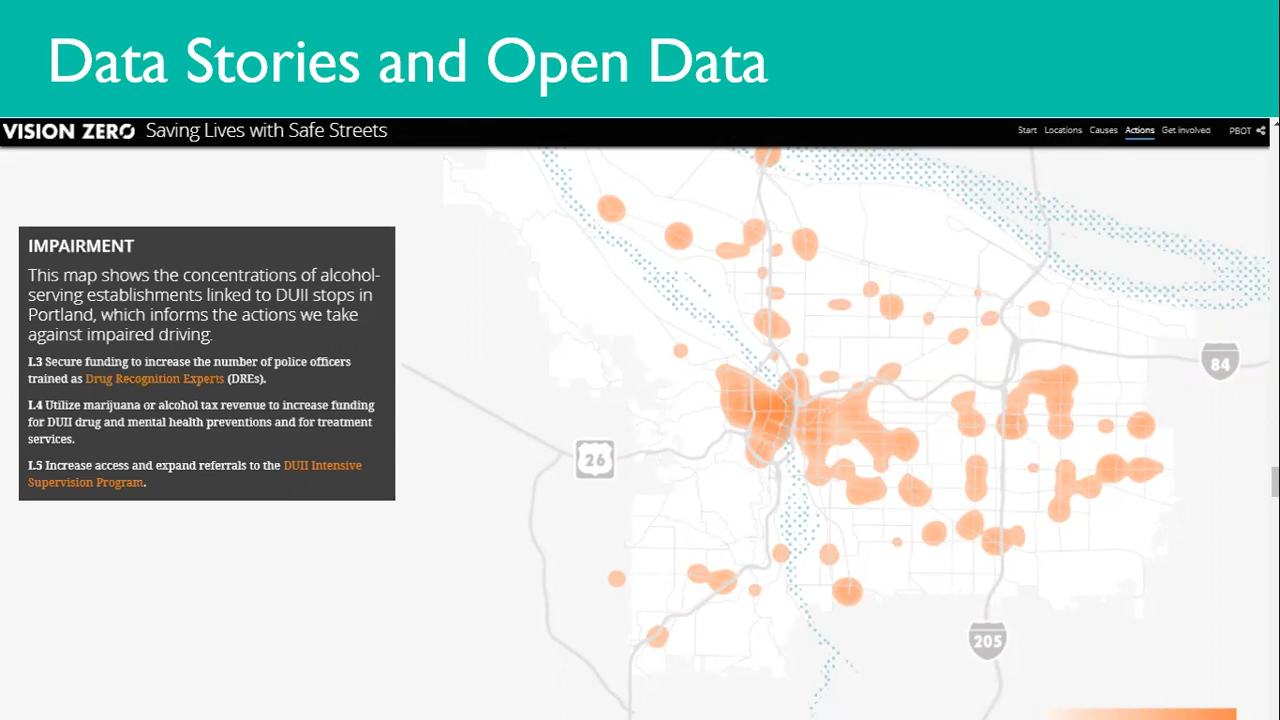 Data Stories and Open Data
VISION ZERO Saving Lives with Safe Streets
Start Locations Causes Actions Get involved PBOT
IMPAIRMENT
This map shows the concentrations of alcohol-
serving establishments linked to DUII stops in
Portland, which informs the actions we take
against impaired driving.
I.3 Secure funding to increase the number of police officers
trained as Drug Recognition Experts (DREs).
I.4 Utilize marijuana or alcohol tax revenue to increase funding
for DUII drug and mental health preventions and for treatment
services.
I.5 Increase access and expand referrals to the DUII Intensive
Supervision Program.
84
26
205